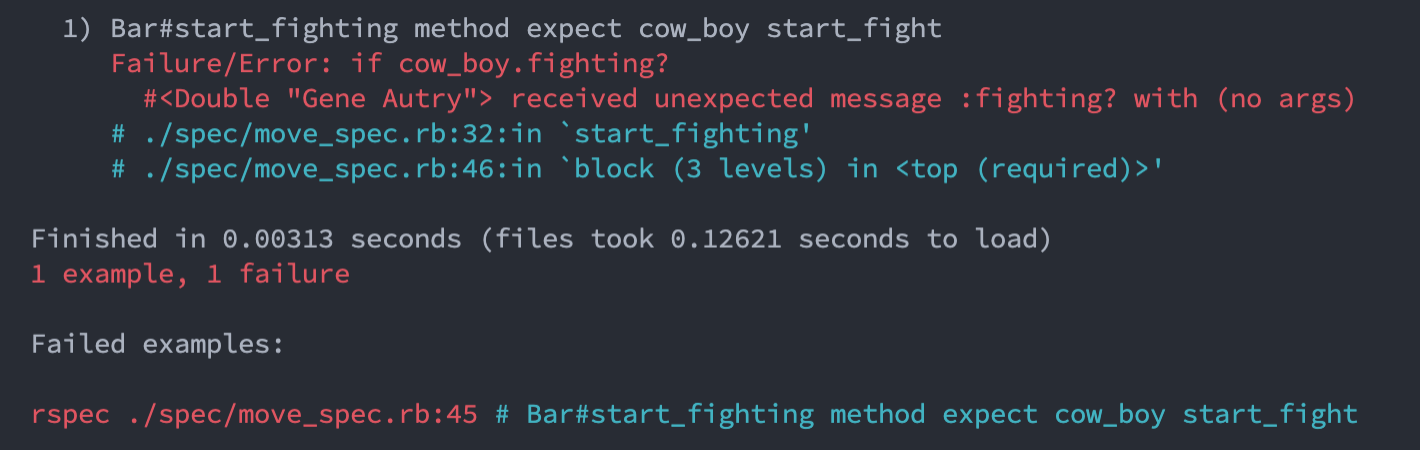 1) Bar#start_fighting method expect cow_boy start_fight
Failure/Error: if cow_boy.fighting?
#<Double "Gene Autry"> received unexpected message :fighting? with (no args)
# ./spec/move_spec.rb:32:in `start_fighting'
# ./spec/move_spec.rb:46:in `block (3 levels) in <top (required)>'
Finished in 0.00313 seconds (files took 0.12621 seconds to load)
1 example, 1 failure
Failed examples:
rspec ./spec/move_spec.rb:45 # Bar#start_fighting method expect cow_boy start_fight